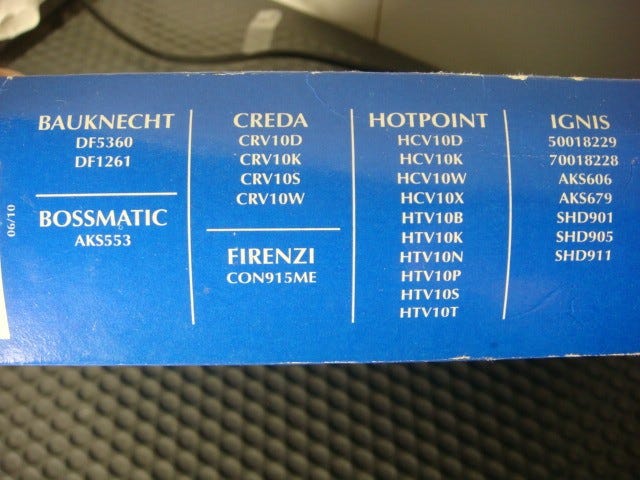 BAUKNECHT
DF5360
DF1261
BOSSMATIC
AKS553
CREDA
CRV10D
CRV10K
CRV10S
CRV10W
FIRENZI
CON915ME
HOTPOINT
HCV10D
HCV10K
HCV10W
HCV10X
HTV10B
HTV10K
HTV10N
HTV10P
HTV10S
HTV10T
IGNIS
50018229
70018228
AKS606
AKS679
SHD901
SHD905
SHD911
06/10